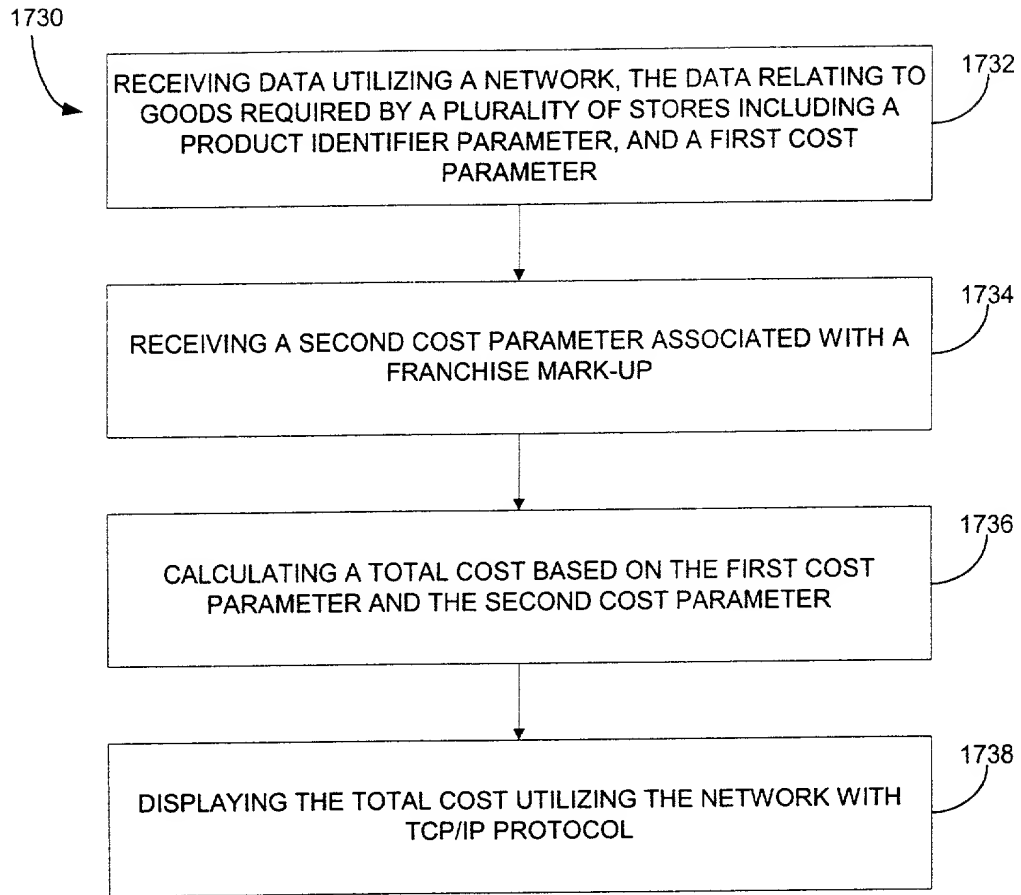 1730
RECEIVING DATA UTILIZING A NETWORK, THE DATA RELATING TO
GOODS REQUIRED BY A PLURALITY OF STORES INCLUDING A
PRODUCT IDENTIFIER PARAMETER, AND A FIRST COST
PARAMETER
1732
RECEIVING A SECOND COST PARAMETER ASSOCIATED WITH A
FRANCHISE MARK-UP
1734
CALCULATING A TOTAL COST BASED ON THE FIRST COST
PARAMETER AND THE SECOND COST PARAMETER
1736
DISPLAYING THE TOTAL COST UTILIZING THE NETWORK WITH
TCP/IP PROTOCOL
1738